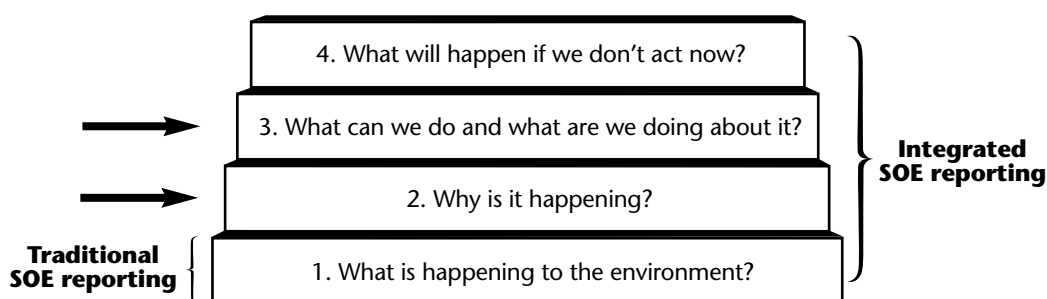 4. What will happen if we don’t act now?
3. What can we do and what are we doing about it?
Integrated
SOE reporting
2. Why is it happening?
Traditional
SOE reporting
1. What is happening to the environment?